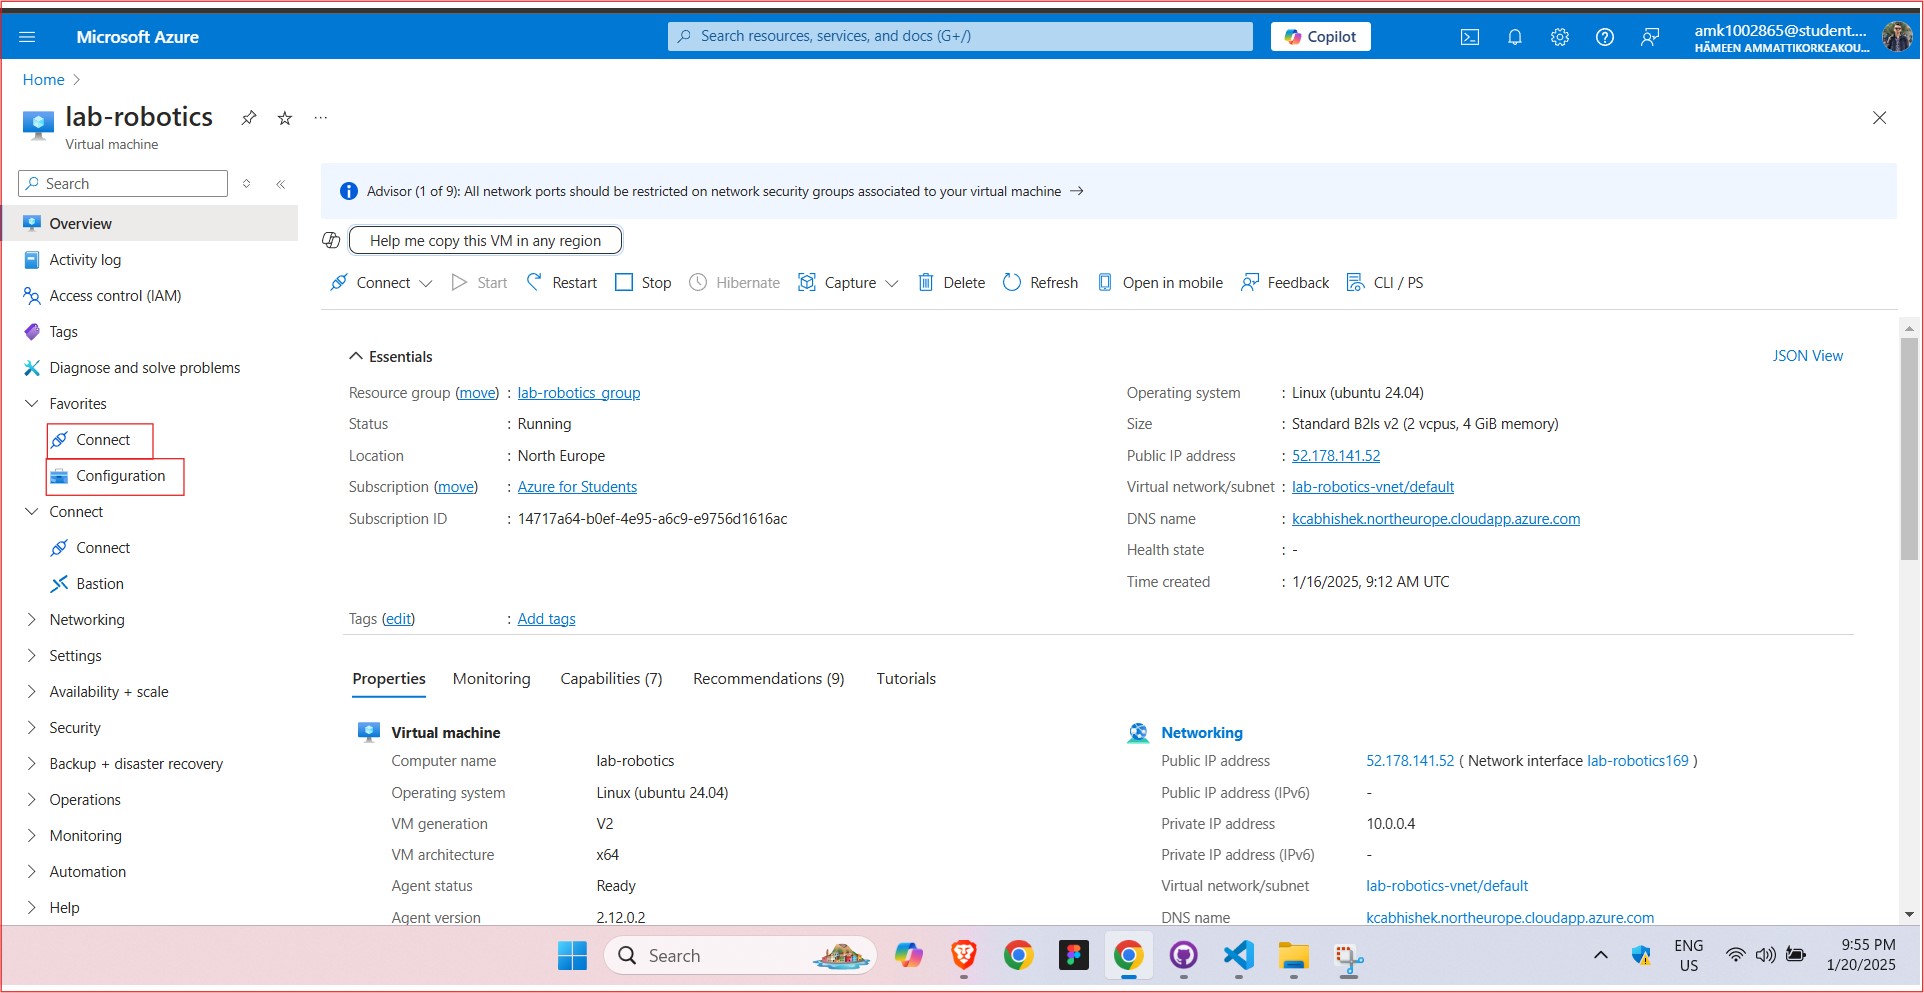 Microsoft Azure
Search resources, services, and docs (G+/)
Copilot
amk1002865@student....
HÄMEEN AMMATTIKORKEAKOU...
Home
lab-robotics
Virtual machine
Search
Overview
Activity log
Access control (IAM)
Tags
Diagnose and solve problems
Favorites
Connect
Configuration
Connect
Connect
Bastion
Networking
Settings
Availability + scale
Security
Backup + disaster recovery
Operations
Monitoring
Automation
Help
Advisor (1 of 9): All network ports should be restricted on network security groups associated to your virtual machine →
Help me copy this VM in any region
Connect Start Restart Stop Hibernate Capture Delete Refresh Open in mobile Feedback CLI / PS
Essentials
JSON View
Resource group (move) : lab-robotics_group
Status : Running
Location : North Europe
Subscription (move) : Azure for Students
Subscription ID : 14717a64-b0ef-4e95-a6c9-e9756d1616ac
Operating system : Linux (ubuntu 24.04)
Size : Standard B2ls v2 (2 vcpus, 4 GiB memory)
Public IP address : 52.178.141.52
Virtual network/subnet : lab-robotics-vnet/default
DNS name : kcabhishek.northeurope.cloudapp.azure.com
Health state : -
Time created : 1/16/2025, 9:12 AM UTC
Tags (edit) : Add tags
Properties Monitoring Capabilities (7) Recommendations (9) Tutorials
Virtual machine
Computer name lab-robotics
Operating system Linux (ubuntu 24.04)
VM generation V2
VM architecture x64
Agent status Ready
Agent version 2.12.0.2
Networking
Public IP address 52.178.141.52 ( Network interface lab-robotics169 )
Public IP address (IPv6) -
Private IP address 10.0.0.4
Private IP address (IPv6) -
Virtual network/subnet lab-robotics-vnet/default
DNS name kcabhishek.northeurope.cloudapp.azure.com
Search
ENG
US
9:55 PM
1/20/2025